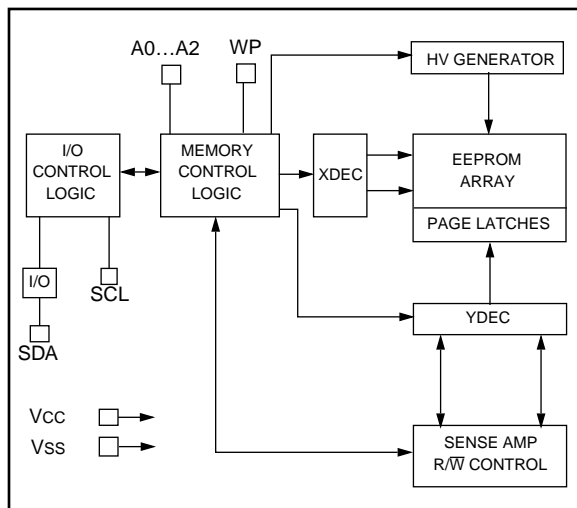 A0...A2
WP
HV GENERATOR
I/O
CONTROL
LOGIC
MEMORY
CONTROL
LOGIC
XDEC
EEPROM
ARRAY
PAGE LATCHES
I/O
SCL
SDA
YDEC
VCC
VSS
SENSE AMP
R/W̅ CONTROL